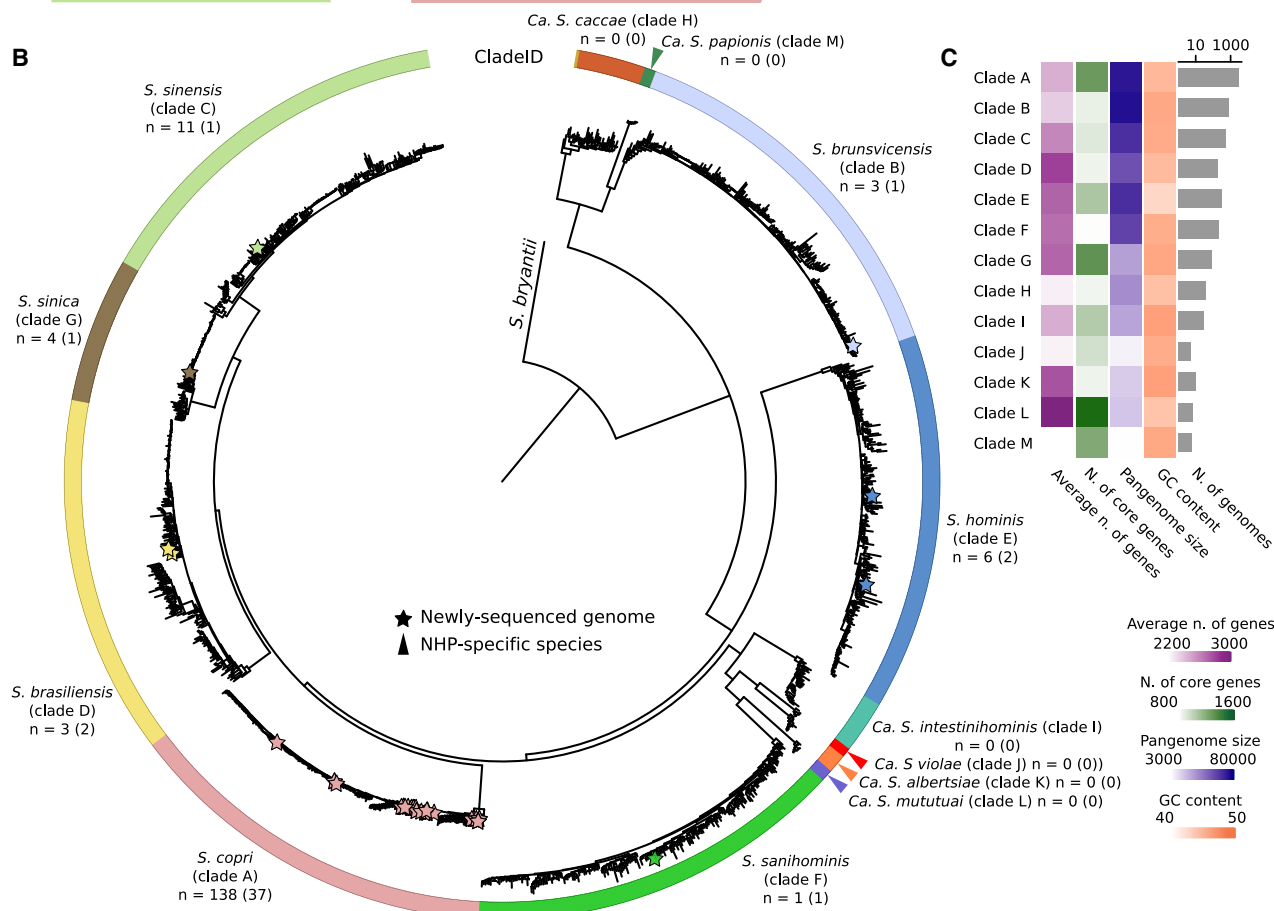 B
CladeID
Ca. S. caccae (clade H)
n = 0 (0)
Ca. S. papionis (clade M)
n = 0 (0)
S. sinensis
(clade C)
n = 11 (1)
S. brunsvicensis
(clade B)
n = 3 (1)
S. bryantii
S. sinica
(clade G)
n = 4 (1)
S. hominis
(clade E)
n = 6 (2)
Newly-sequenced genome
NHP-specific species
S. brasiliensis
(clade D)
n = 3 (2)
Ca. S. intestinihominis (clade I)
n = 0 (0)
Ca. S violae (clade J) n = 0 (0))
Ca. S. albertsiae (clade K) n = 0 (0)
Ca. S. mututuai (clade L) n = 0 (0)
S. copri
(clade A)
n = 138 (37)
S. sanihominis
(clade F)
n = 1 (1)
C
10 1000
Clade A
Clade B
Clade C
Clade D
Clade E
Clade F
Clade G
Clade H
Clade I
Clade J
Clade K
Clade L
Clade M
Average n. of genes
N. of core genes
Pangenome size
GC content
N. of genomes
Average n. of genes
2200 3000
N. of core genes
800 1600
Pangenome size
3000 80000
GC content
40 50